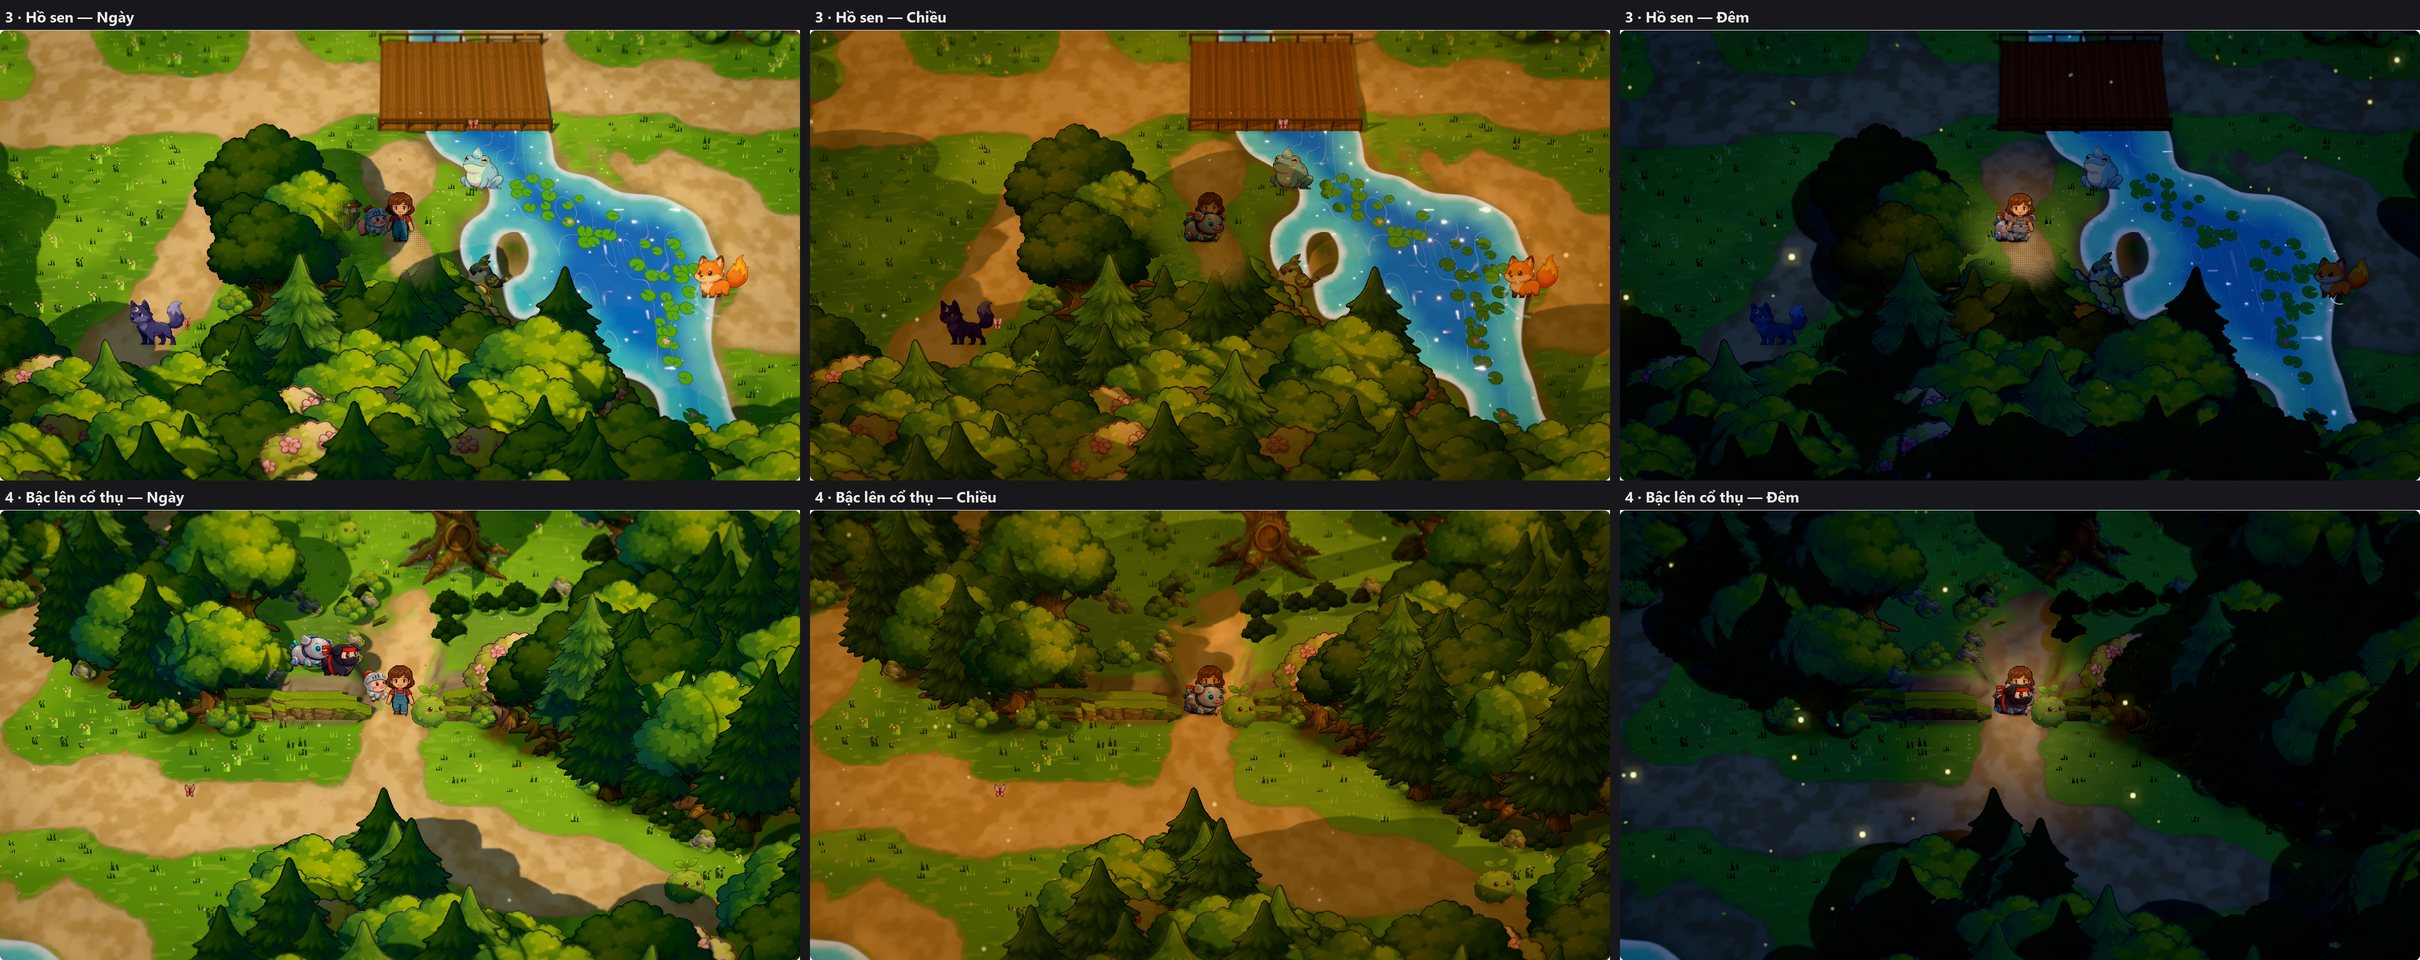 3 · Hồ sen — Ngày
3 · Hồ sen — Chiều
3 · Hồ sen — Đêm
4 · Bậc lên cổ thụ — Ngày
4 · Bậc lên cổ thụ — Chiều
4 · Bậc lên cổ thụ — Đêm